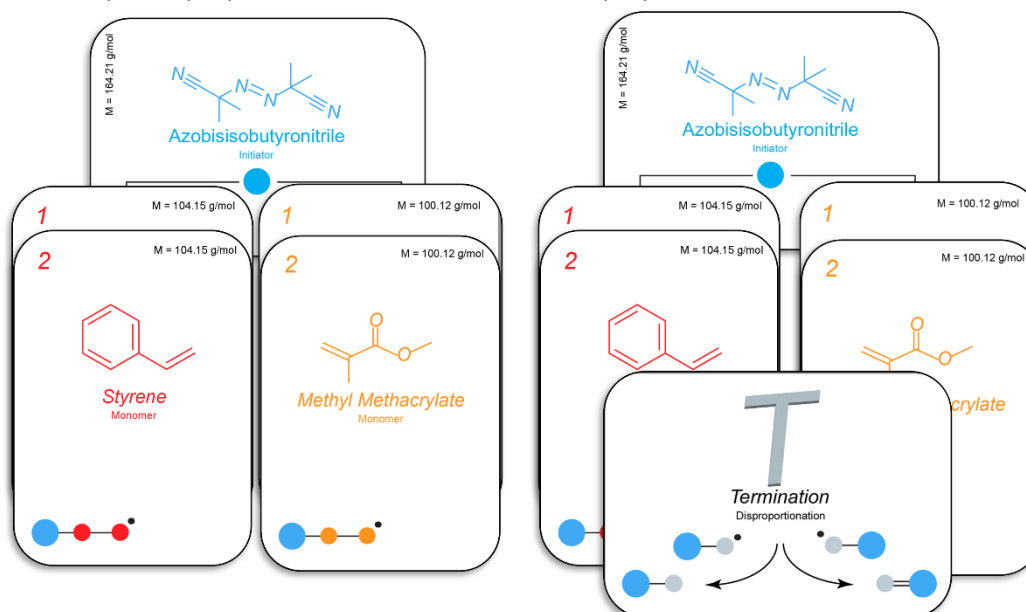 M = 164.21 g/mol
N
N
N
N
Azobisisobutyronitrile
Initiator
1
M = 104.15 g/mol
2
M = 104.15 g/mol
Styrene
Monomer
1
M = 100.12 g/mol
2
M = 100.12 g/mol
O
O
Methyl Methacrylate
Monomer
M = 164.21 g/mol
N
N
N
N
Azobisisobutyronitrile
Initiator
1
M = 104.15 g/mol
2
M = 104.15 g/mol
1
M = 100.12 g/mol
2
M = 100.12 g/mol
O
O
crylate
T
Termination
Disproportionation